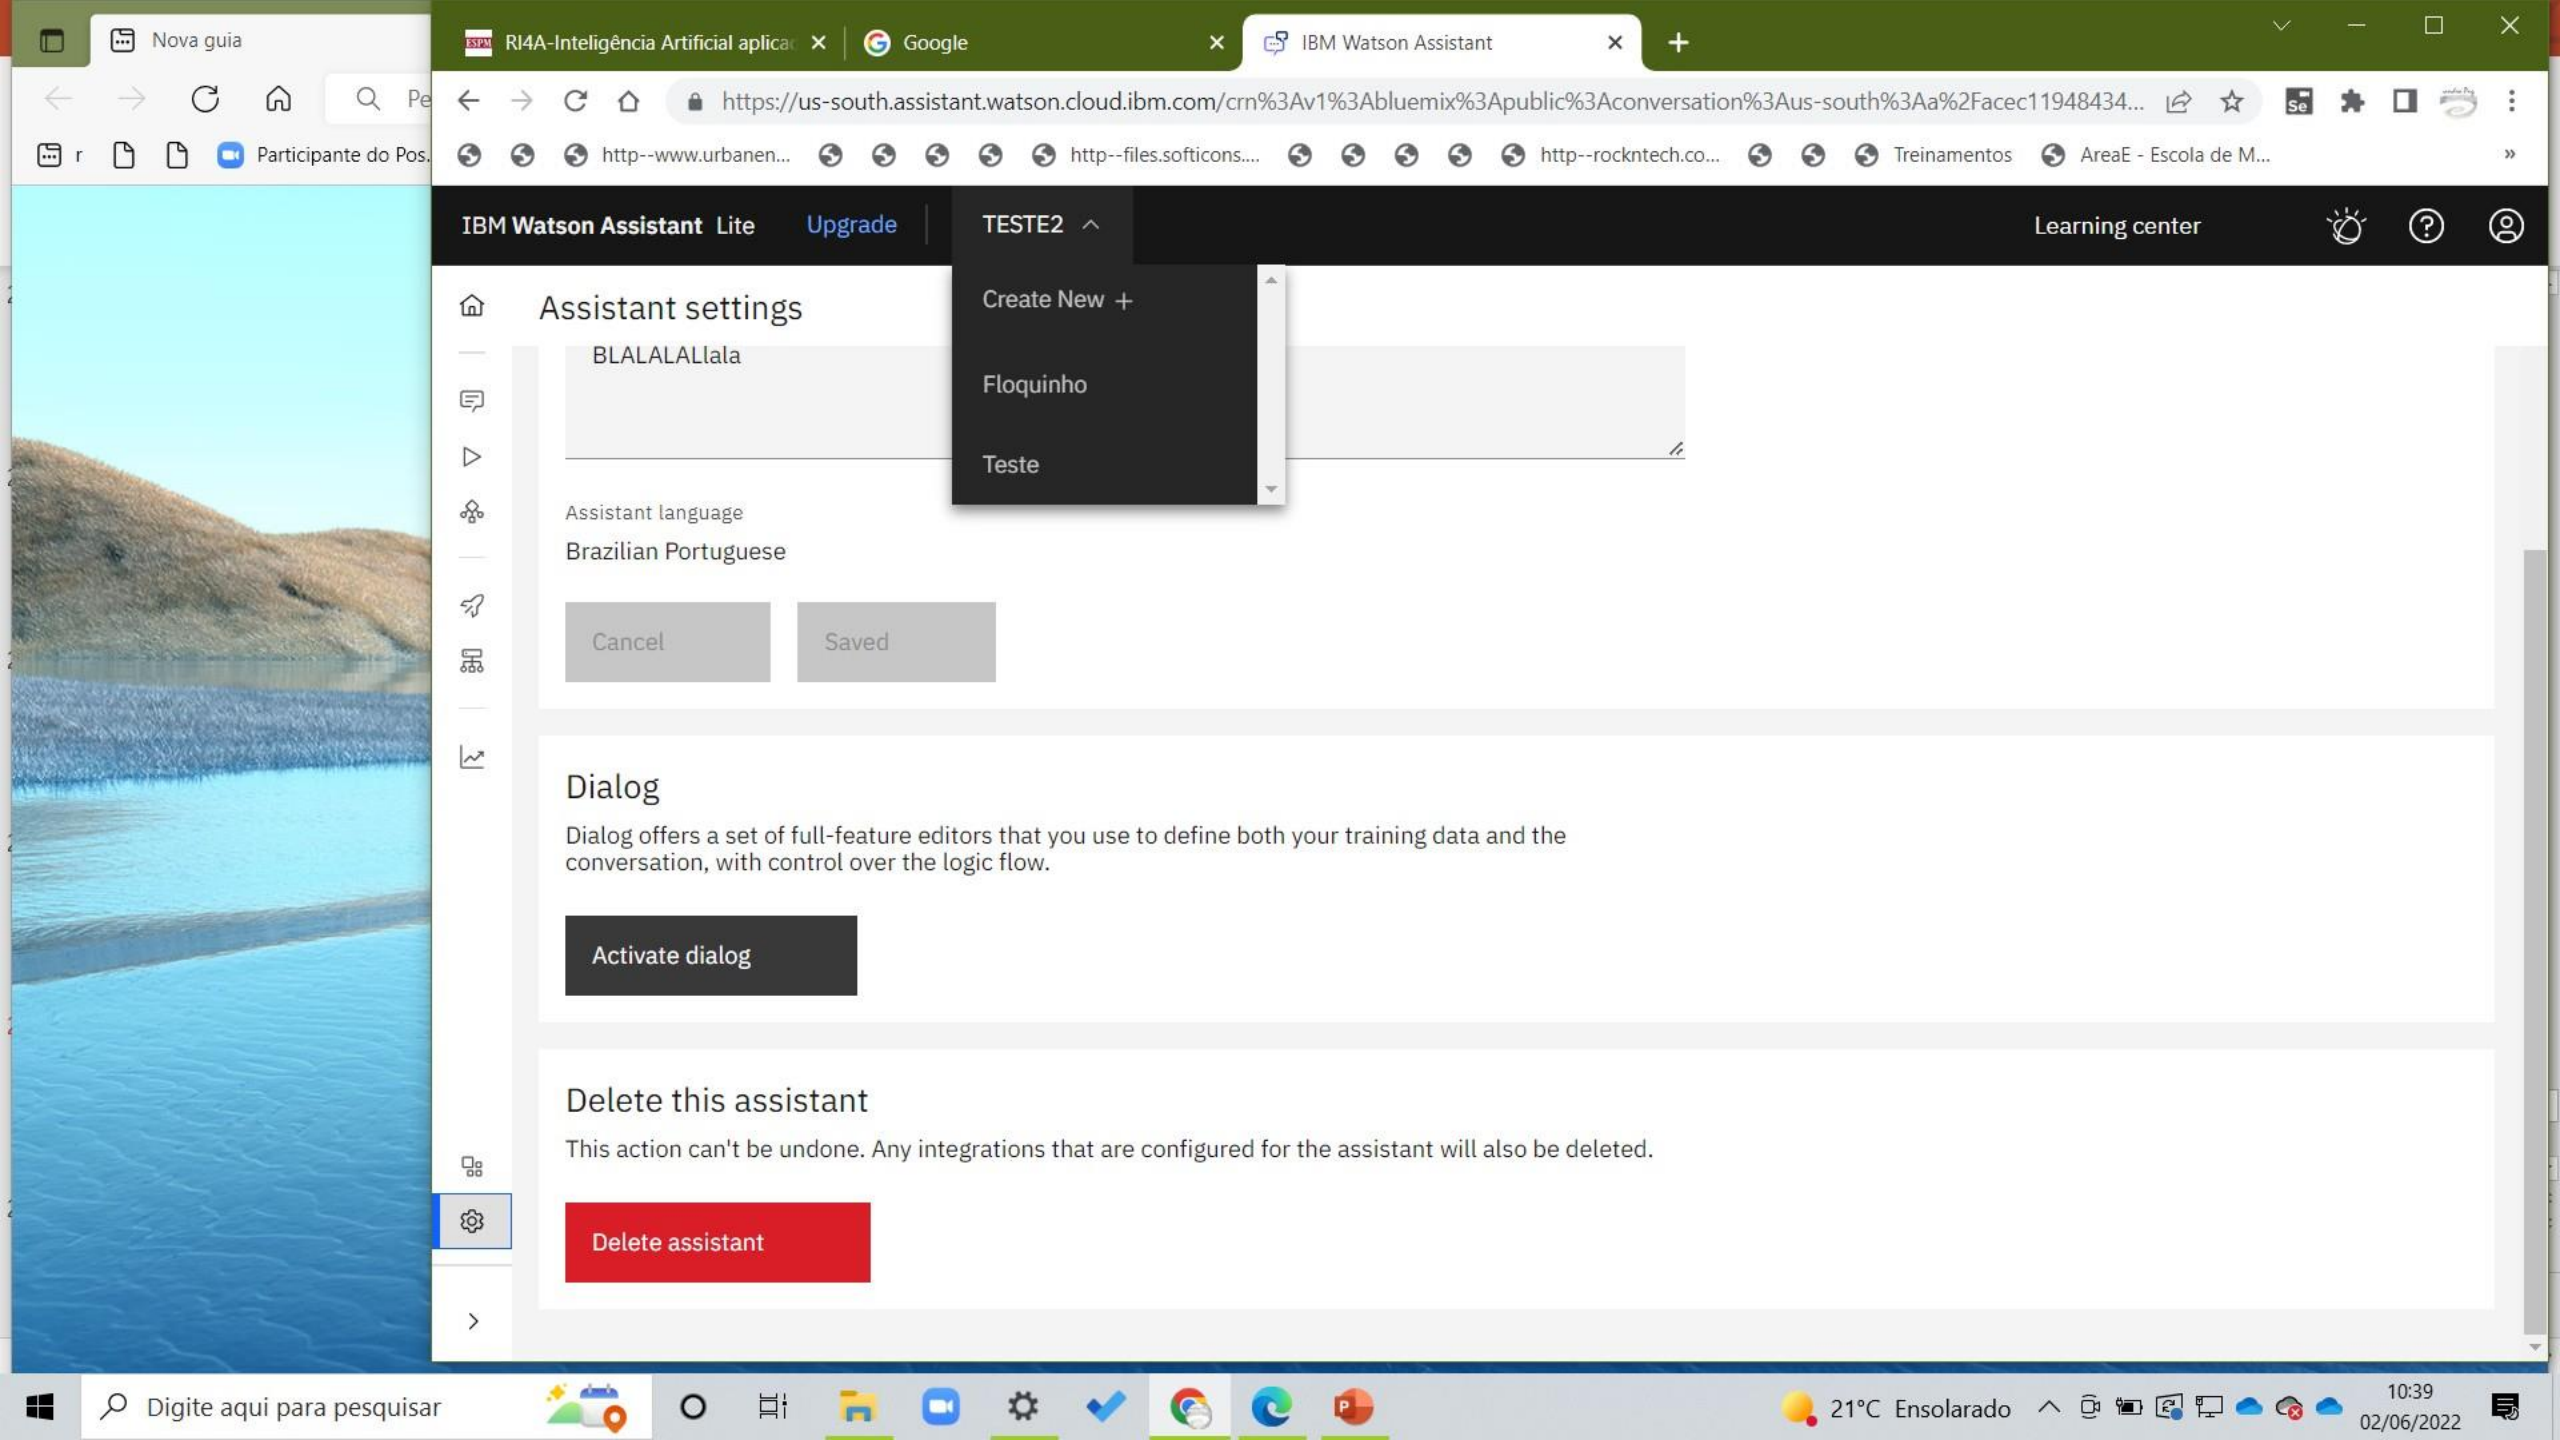 Nova guia
Pe
r
Participante do Pos.
ESPM RI4A-Inteligência Artificial aplica
Google
IBM Watson Assistant
https://us-south.assistant.watson.cloud.ibm.com/crn%3Av1%3Abluemix%3Apublic%3Aconversation%3Aus-south%3Aa%2Facec11948434...
Se
http--www.urbanen...
http--files.softicons....
http--rockntech.co...
Treinamentos
AreaE - Escola de M...
»
IBM Watson Assistant Lite
Upgrade
TESTE2
Learning center
Create New +
Floquinho
Teste
Assistant settings
BLALALALlala
Assistant language
Brazilian Portuguese
Cancel
Saved
Dialog
Dialog offers a set of full-feature editors that you use to define both your training data and the
conversation, with control over the logic flow.
Activate dialog
Delete this assistant
This action can't be undone. Any integrations that are configured for the assistant will also be deleted.
Delete assistant
Digite aqui para pesquisar
21°C Ensolarado
10:39
02/06/2022